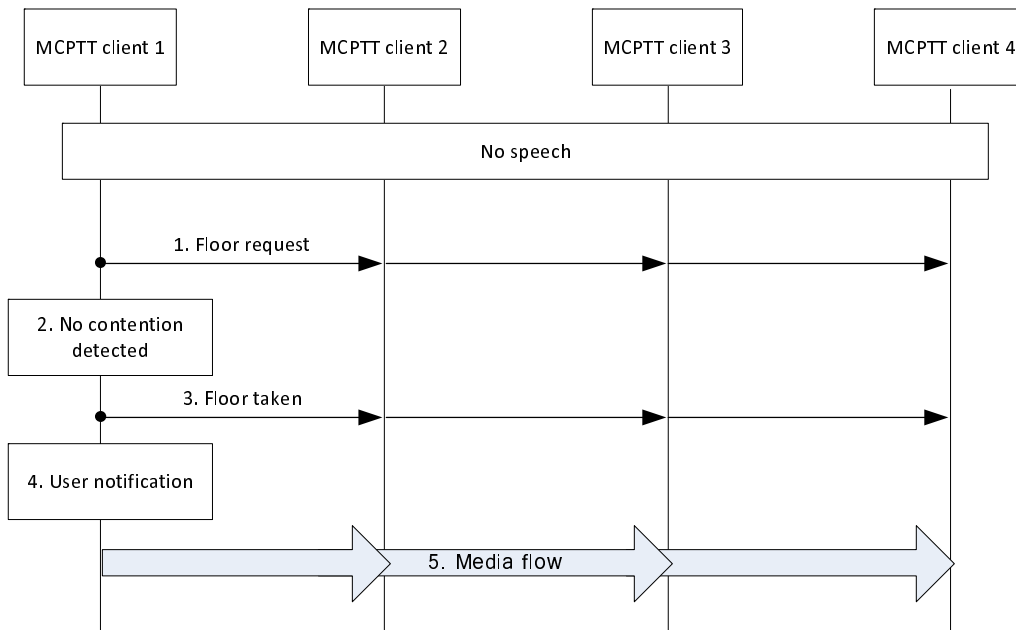 MCPTT client 1
MCPTT client 2
MCPTT client 3
MCPTT client 4
No speech
1. Floor request
2. No contention
detected
3. Floor taken
4. User notification
5. Media flow